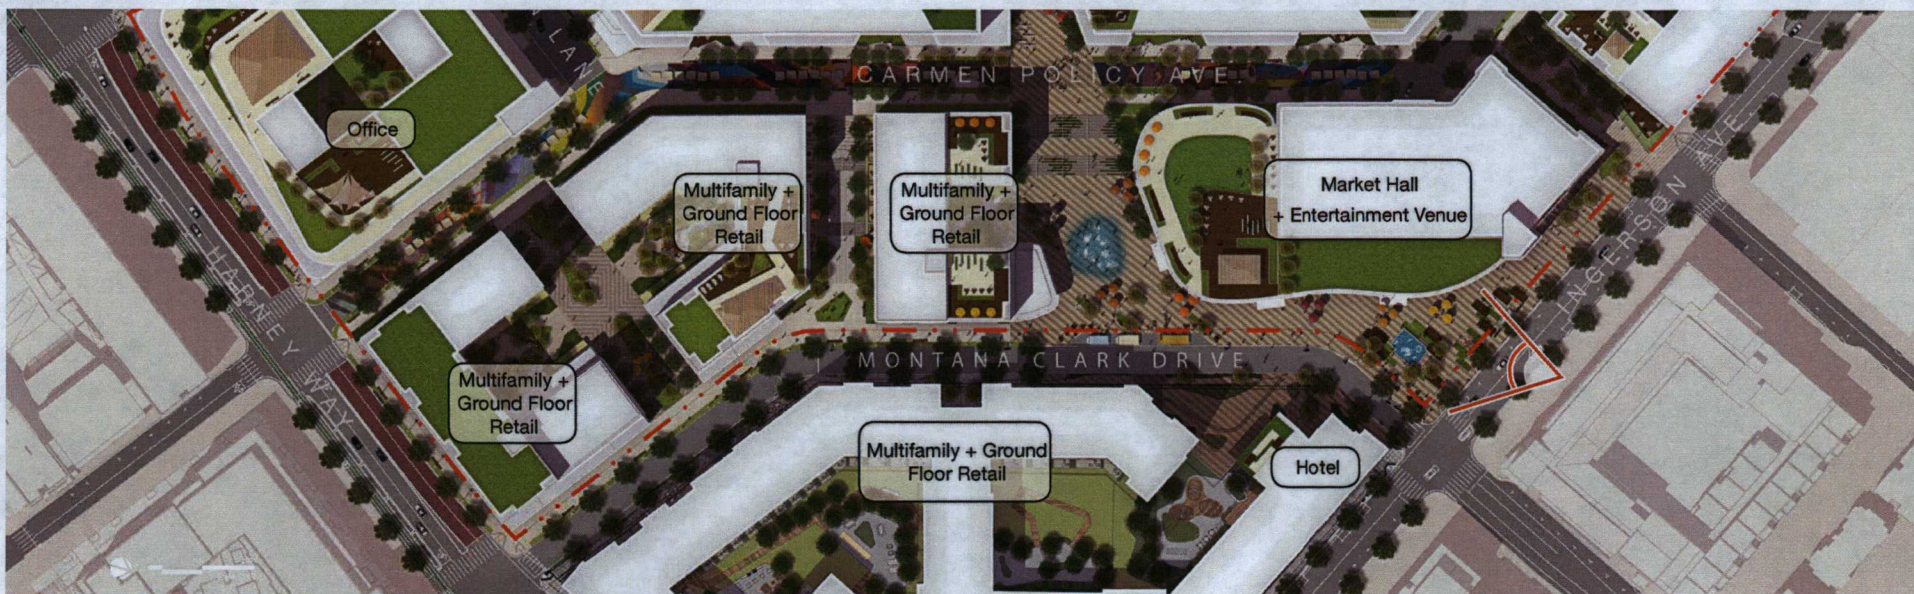 LANE
CARMEN POLICY AVE.
Office
Multifamily +
Ground Floor
Retail
Multifamily +
Ground Floor
Retail
Market Hall
+ Entertainment Venue
INGERSON AVE.
HARNEY WAY
MONTANA CLARK DRIVE
Multifamily +
Ground Floor
Retail
Multifamily + Ground
Floor Retail
Hotel